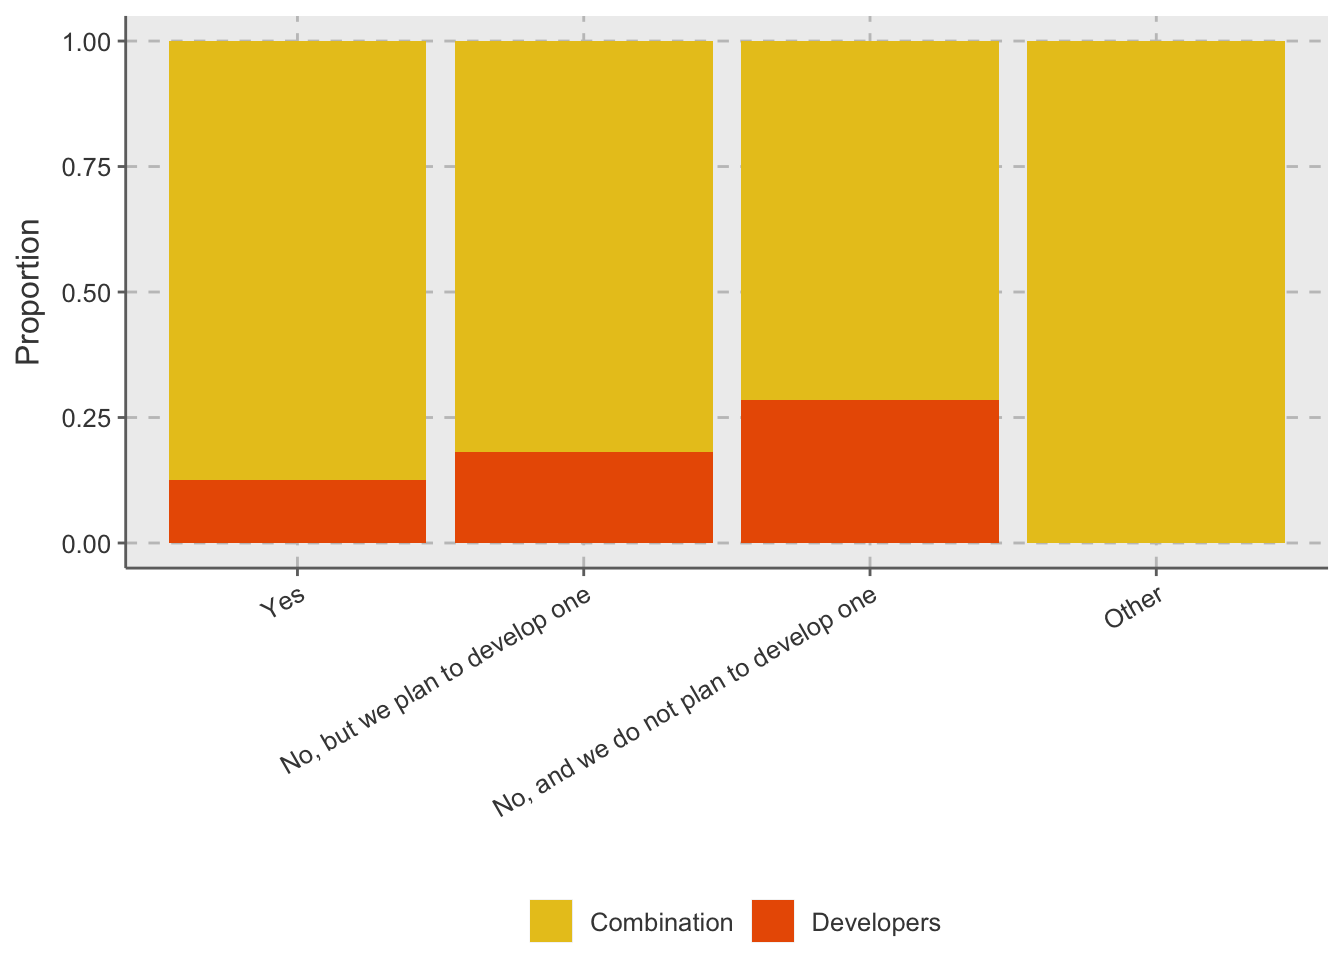 1.00
0.75
0.50
0.25
0.00
Proportion
Yes
No, but we plan to develop one
No, and we do not plan to develop one
Other
Combination
Developers